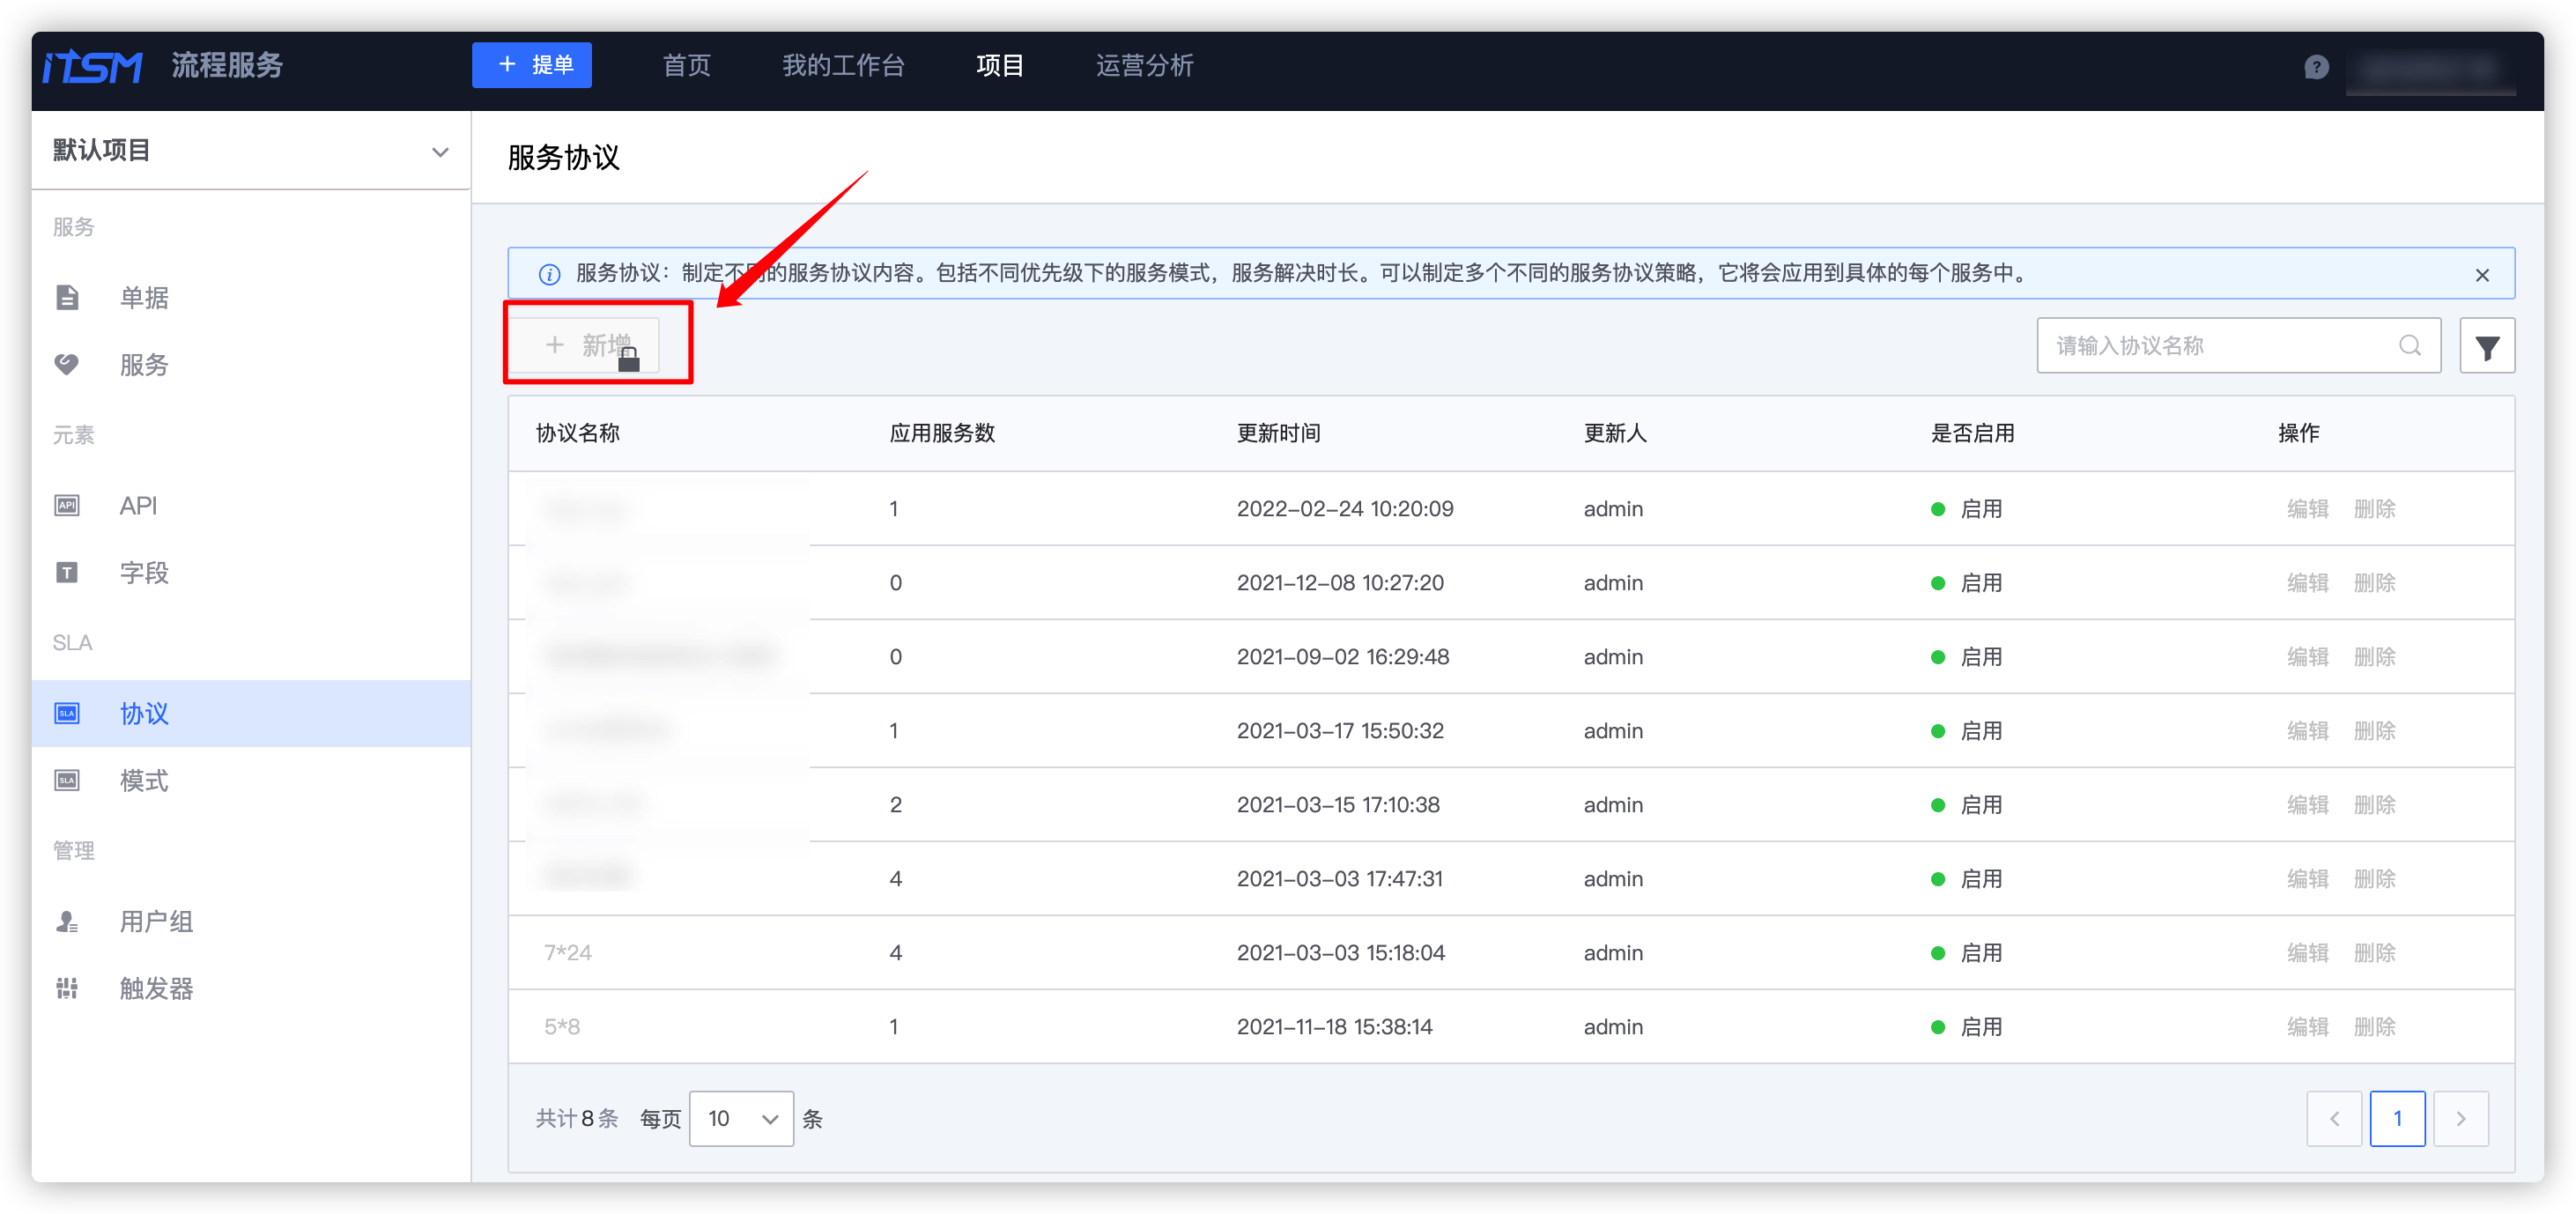 iTSM 流程服务 + 提单 首页 我的工作台 项目 运营分析 ?
默认项目
服务
单据
服务
元素
API API
T 字段
SLA
SLA 协议
SLA 模式
管理
用户组
触发器
服务协议
服务协议：制定不同的服务协议内容。包括不同优先级下的服务模式，服务解决时长。可以制定多个不同的服务协议策略，它将会应用到具体的每个服务中。
+ 新增 请输入协议名称
协议名称 应用服务数 更新时间 更新人 是否启用 操作
1 2022-02-24 10:20:09 admin 启用 编辑 删除
0 2021-12-08 10:27:20 admin 启用 编辑 删除
0 2021-09-02 16:29:48 admin 启用 编辑 删除
1 2021-03-17 15:50:32 admin 启用 编辑 删除
2 2021-03-15 17:10:38 admin 启用 编辑 删除
4 2021-03-03 17:47:31 admin 启用 编辑 删除
7*24 4 2021-03-03 15:18:04 admin 启用 编辑 删除
5*8 1 2021-11-18 15:38:14 admin 启用 编辑 删除
共计8条 每页 10 条 1